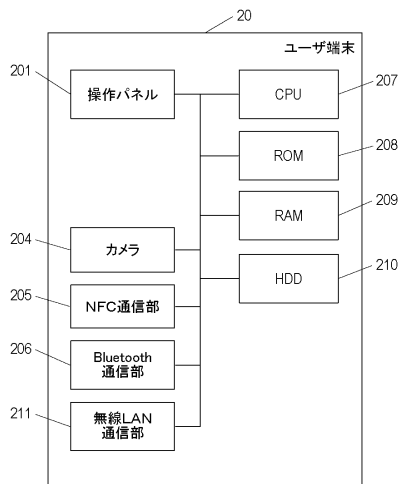 20
ユーザ端末
201
操作パネル
CPU
207
ROM
208
RAM
209
204
カメラ
HDD
210
205
NFC通信部
206
Bluetooth
通信部
211
無線LAN
通信部